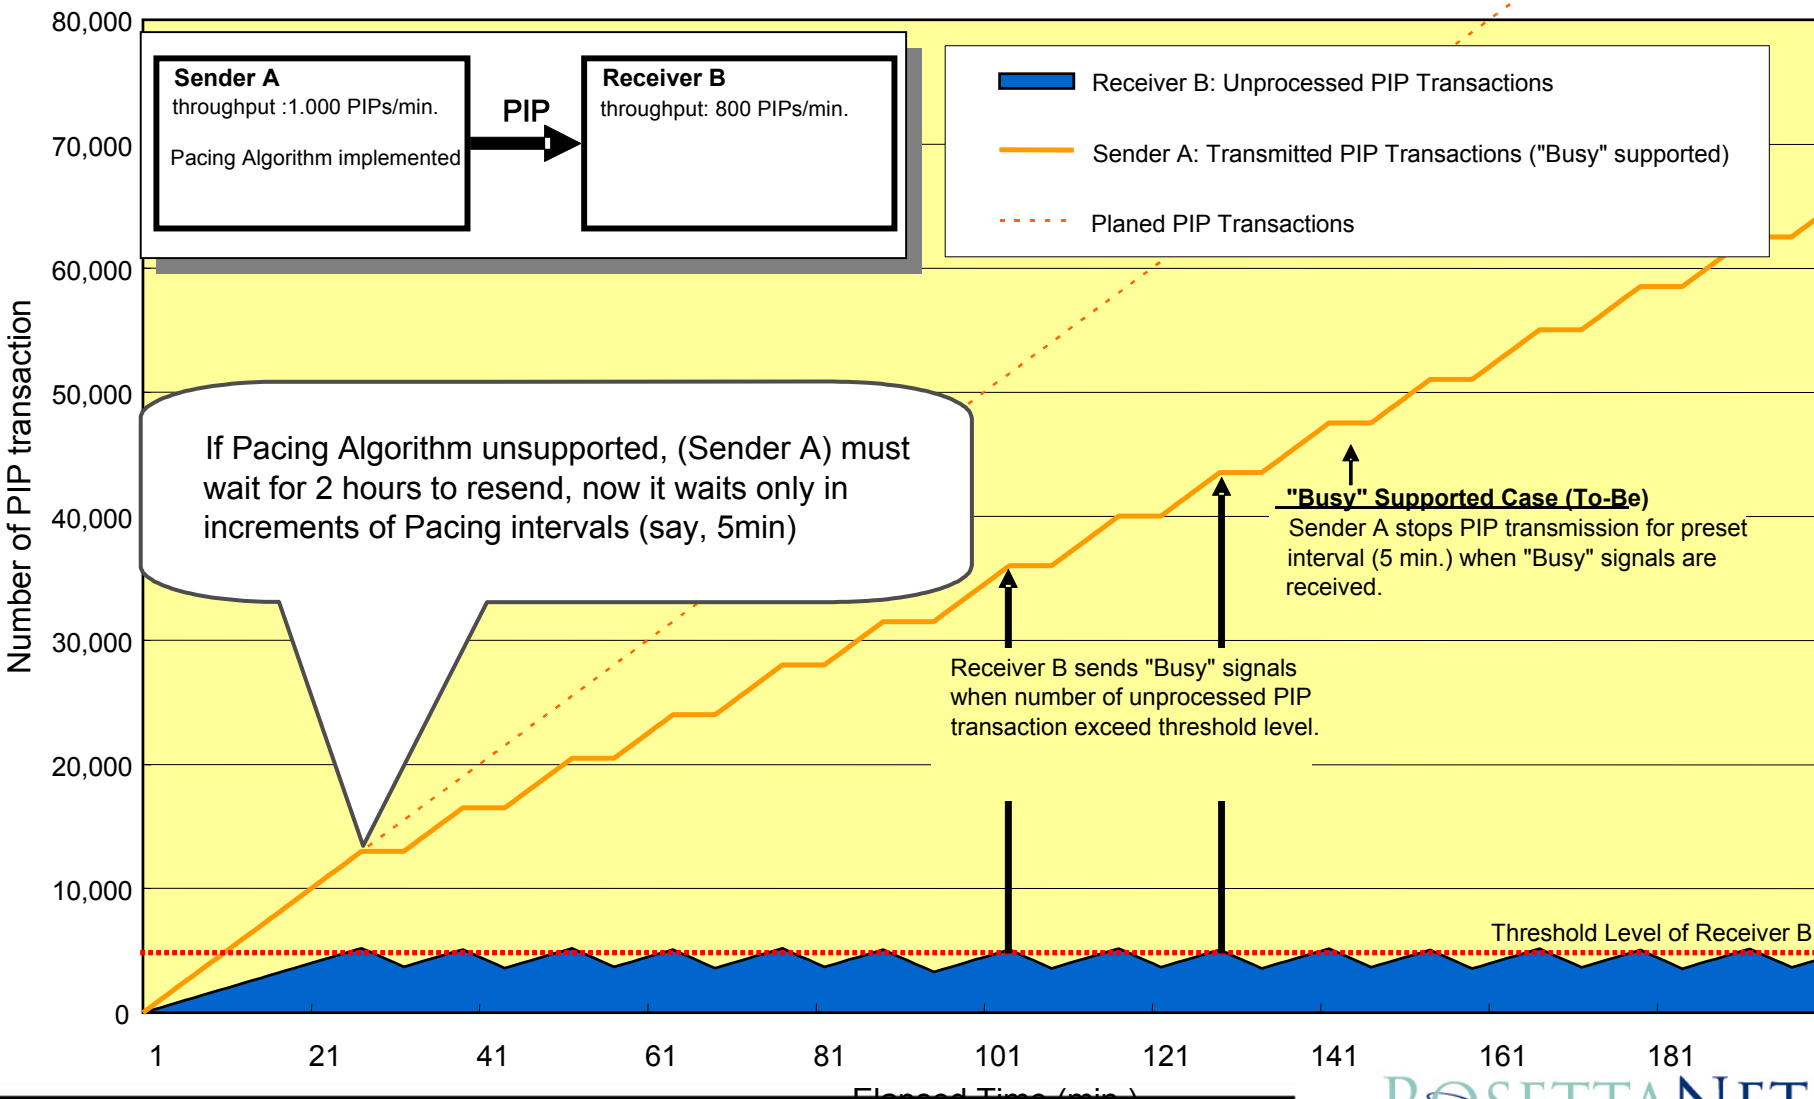 80,000
70,000
60,000
50,000
40,000
30,000
20,000
10,000
0
Number of PIP transaction
Sender A
throughput :1.000 PIPs/min.
Pacing Algorithm implemented
PIP
Receiver B
throughput: 800 PIPs/min.
Receiver B: Unprocessed PIP Transactions
Sender A: Transmitted PIP Transactions ("Busy" supported)
Planed PIP Transactions
If Pacing Algorithm unsupported, (Sender A) must
wait for 2 hours to resend, now it waits only in
increments of Pacing intervals (say, 5min)
"Busy" Supported Case (To-Be)
Sender A stops PIP transmission for preset
interval (5 min.) when "Busy" signals are
received.
Receiver B sends "Busy" signals
when number of unprocessed PIP
transaction exceed threshold level.
Threshold Level of Receiver B
1 21 41 61 81 101 121 141 161 181
Elapsed Time (min.)
ROSETTANET